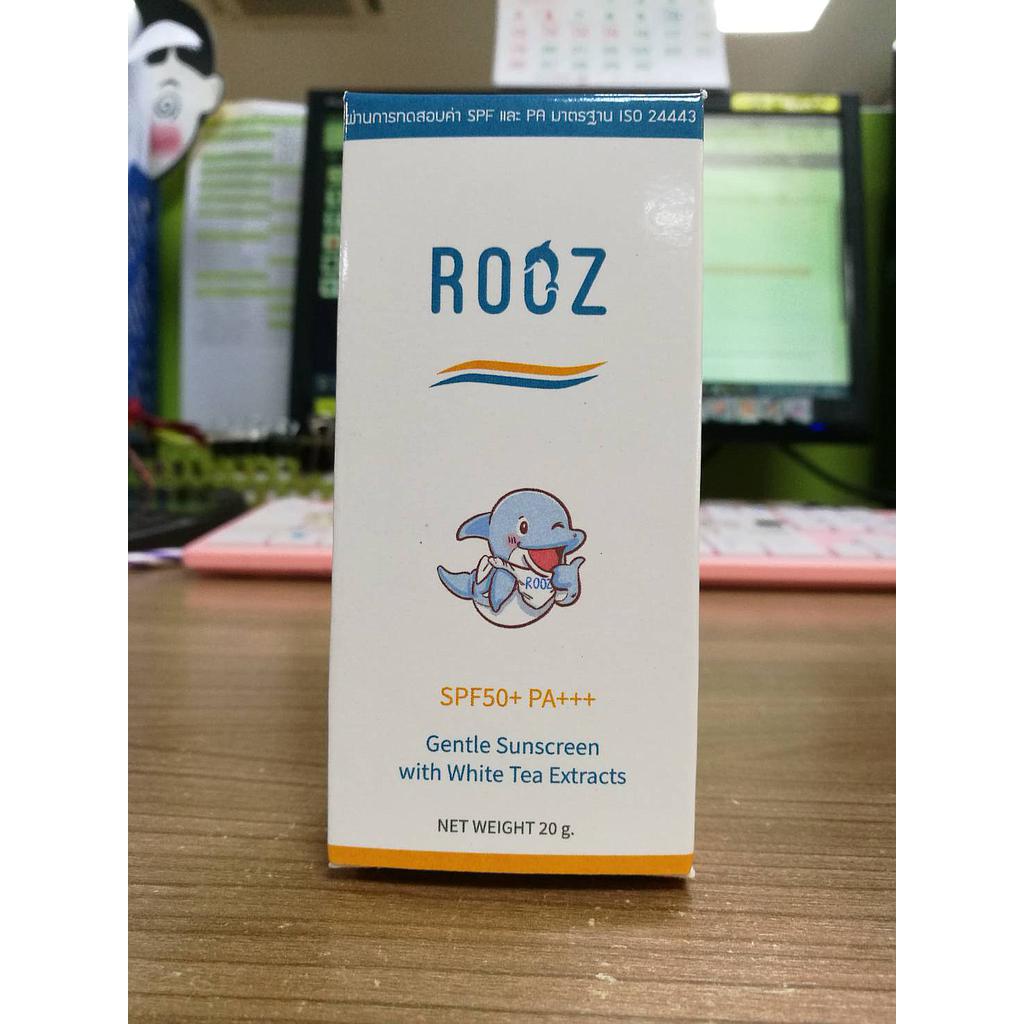 ผ่านการทดสอบค่า SPF และ PA มาตรฐาน ISO 24443
ROOZ
ROOZ
SPF50+ PA+++
Gentle Sunscreen
with White Tea Extracts
NET WEIGHT 20 g.